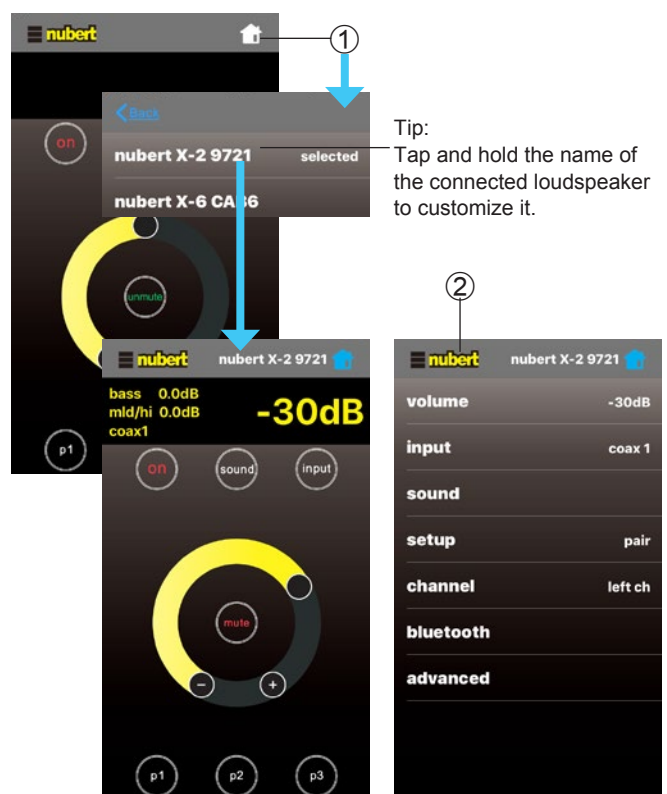 nubert
1
Back
on
nubert X-2 9721 selected
nubert X-6 CAB6
Tip:
Tap and hold the name of
the connected loudspeaker
to customize it.
unmute
p1
nubert nubert X-2 9721
bass 0.0dB
mld/hi 0.0dB
coax1
-30dB
on sound input
mute
− +
p1 p2 p3
2
nubert nubert X-2 9721
volume -30dB
input coax 1
sound
setup pair
channel left ch
bluetooth
advanced